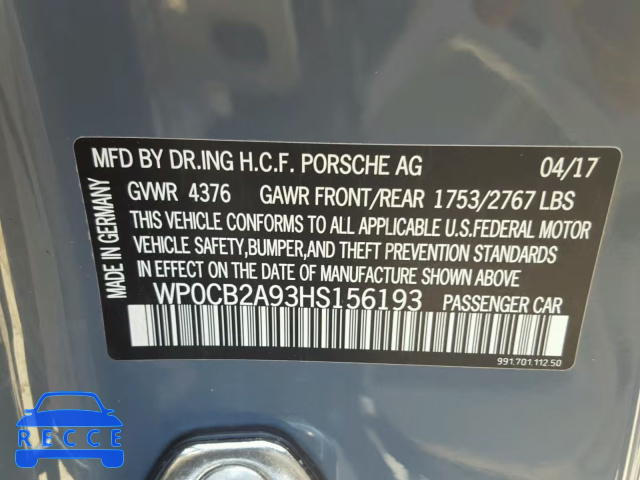 MFD BY DR.ING H.C.F. PORSCHE AG 04/17
GVWR 4376 GAWR FRONT/REAR 1753/2767 LBS
THIS VEHICLE CONFORMS TO ALL APPLICABLE U.S.FEDERAL MOTOR
VEHICLE SAFETY,BUMPER,AND THEFT PREVENTION STANDARDS
IN EFFECT ON THE DATE OF MANUFACTURE SHOWN ABOVE
WP0CB2A93HS156193 PASSENGER CAR
991.701.112.50
MADE IN GERMANY
RECCE